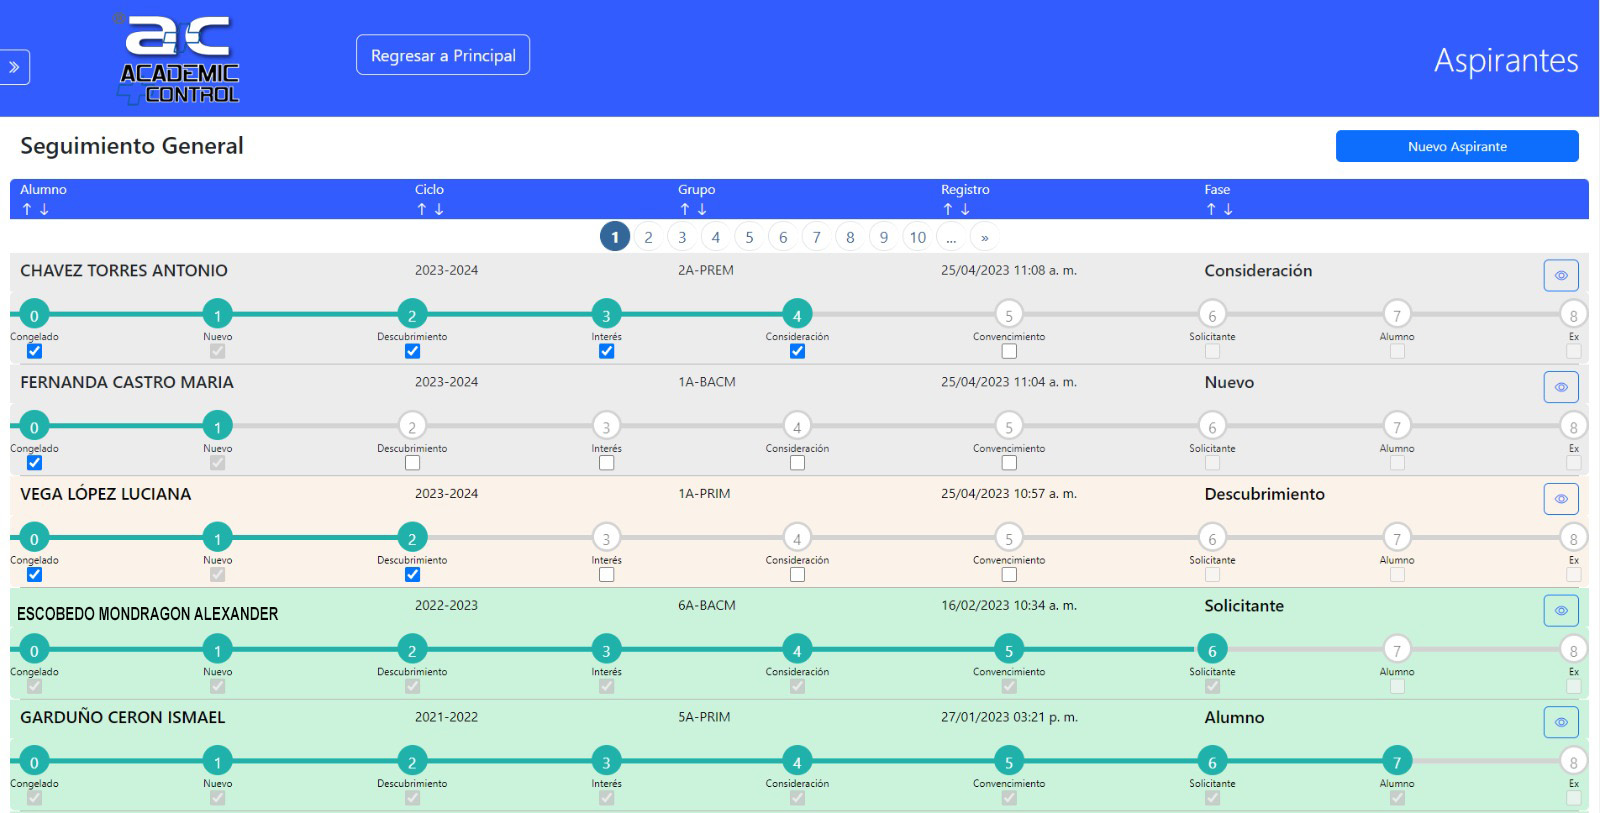 ®
ac
ACADEMIC
CONTROL
Regresar a Principal
Aspirantes
Seguimiento General
Nuevo Aspirante
Alumno Ciclo Grupo Registro Fase
↑ ↓ ↑ ↓ ↑ ↓ ↑ ↓ ↑ ↓
1 2 3 4 5 6 7 8 9 10 ... »
CHAVEZ TORRES ANTONIO 2023-2024 2A-PREM 25/04/2023 11:08 a. m. Consideración
0 1 2 3 4 5 6 7 8
Congelado Nuevo Descubrimiento Interés Consideración Convencimiento Solicitante Alumno Ex
FERNANDA CASTRO MARIA 2023-2024 1A-BACM 25/04/2023 11:04 a. m. Nuevo
0 1 2 3 4 5 6 7 8
Congelado Nuevo Descubrimiento Interés Consideración Convencimiento Solicitante Alumno Ex
VEGA LÓPEZ LUCIANA 2023-2024 1A-PRIM 25/04/2023 10:57 a. m. Descubrimiento
0 1 2 3 4 5 6 7 8
Congelado Nuevo Descubrimiento Interés Consideración Convencimiento Solicitante Alumno Ex
ESCOBEDO MONDRAGON ALEXANDER 2022-2023 6A-BACM 16/02/2023 10:34 a. m. Solicitante
0 1 2 3 4 5 6 7 8
Congelado Nuevo Descubrimiento Interés Consideración Convencimiento Solicitante Alumno Ex
GARDUÑO CERON ISMAEL 2021-2022 5A-PRIM 27/01/2023 03:21 p. m. Alumno
0 1 2 3 4 5 6 7 8
Congelado Nuevo Descubrimiento Interés Consideración Convencimiento Solicitante Alumno Ex